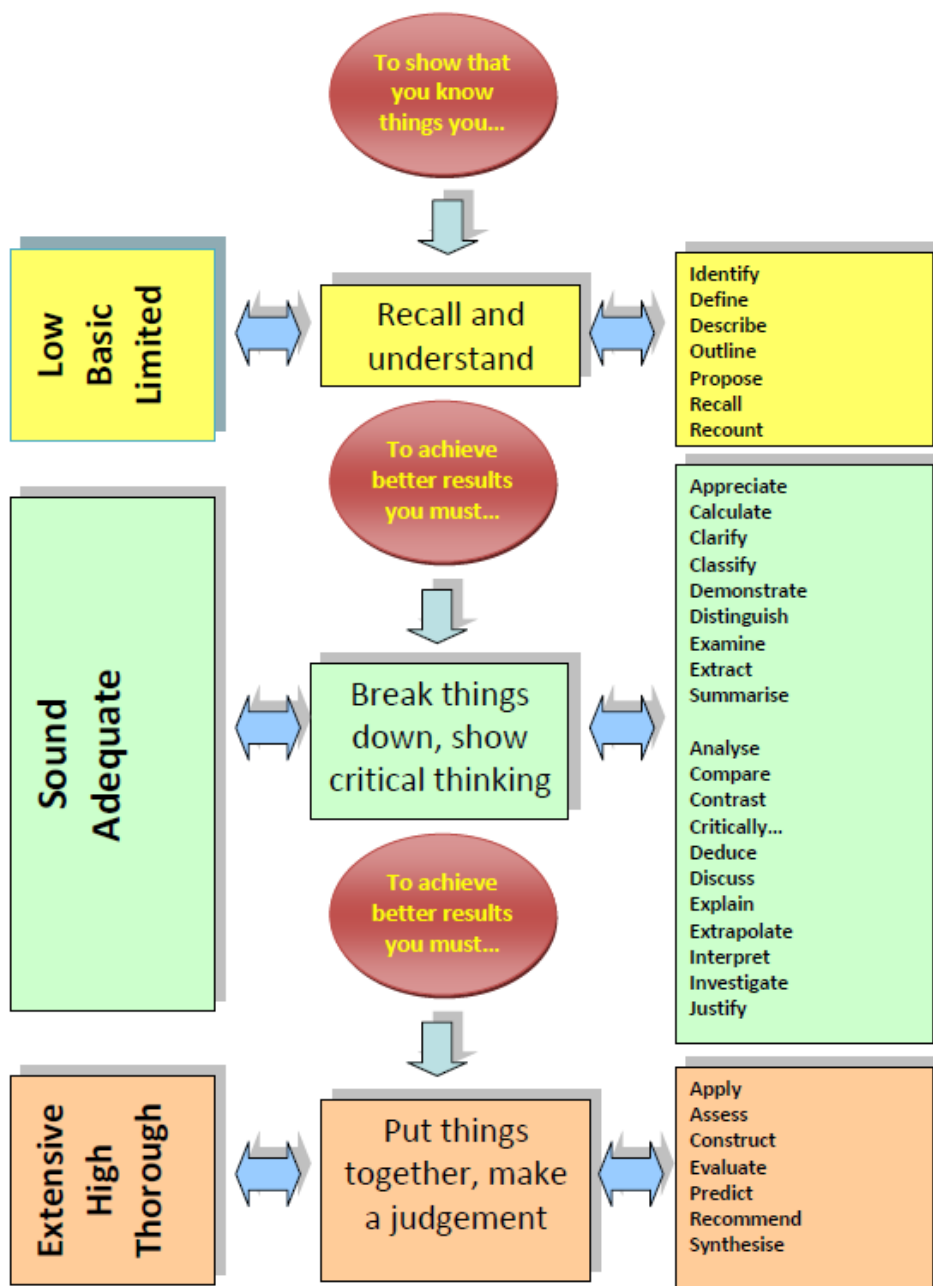 To show that
you know
things you...
Low
Basic
Limited
Recall and
understand
Identify
Define
Describe
Outline
Propose
Recall
Recount
To achieve
better results
you must...
Sound
Adequate
Break things
down, show
critical thinking
Appreciate
Calculate
Clarify
Classify
Demonstrate
Distinguish
Examine
Extract
Summarise
Analyse
Compare
Contrast
Critically...
Deduce
Discuss
Explain
Extrapolate
Interpret
Investigate
Justify
To achieve
better results
you must...
Extensive
High
Thorough
Put things
together, make
a judgement
Apply
Assess
Construct
Evaluate
Predict
Recommend
Synthesise